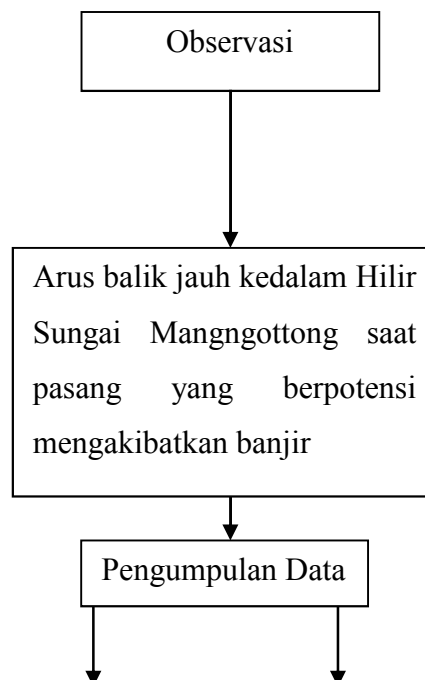 Observasi
Arus balik jauh kedalam Hilir
Sungai Mangngottong saat
pasang yang berpotensi
mengakibatkan banjir
Pengumpulan Data